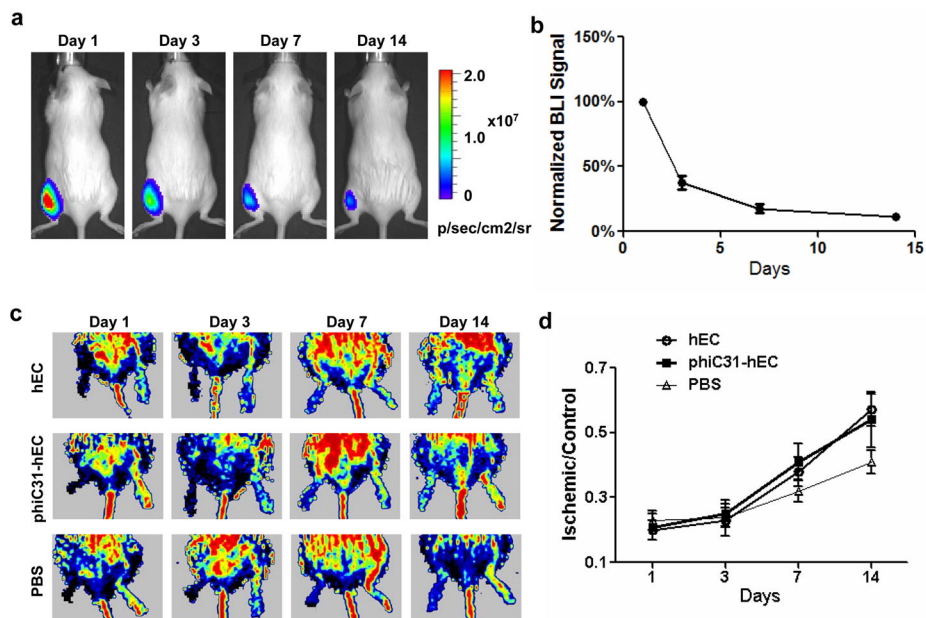 a
Day 1 Day 3 Day 7 Day 14
2.0
x10⁷
1.0
0
p/sec/cm2/sr
b
150%
100%
50%
0%
Normalized BLI Signal
0 5 10 15
Days
c
Day 1 Day 3 Day 7 Day 14
hEC
phiC31-hEC
PBS
d
hEC
phiC31-hEC
PBS
0.7
0.5
0.3
0.1
Ischemic/Control
1 3 7 14
Days